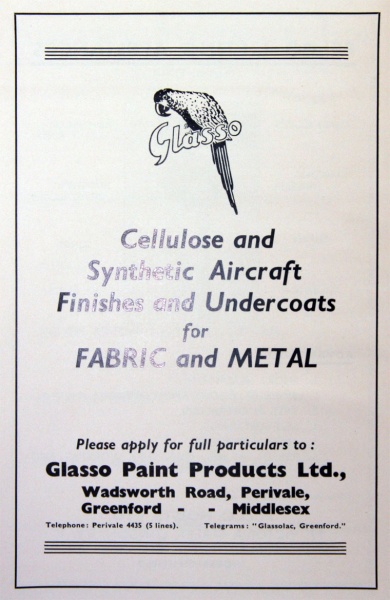 Glasso
Cellulose and
Synthetic Aircraft
Finishes and Undercoats
for
FABRIC and METAL
Please apply for full particulars to :
Glasso Paint Products Ltd.,
Wadsworth Road, Perivale,
Greenford - - Middlesex
Telephone: Perivale 4435 (5 lines). Telegrams: "Glassolac, Greenford."